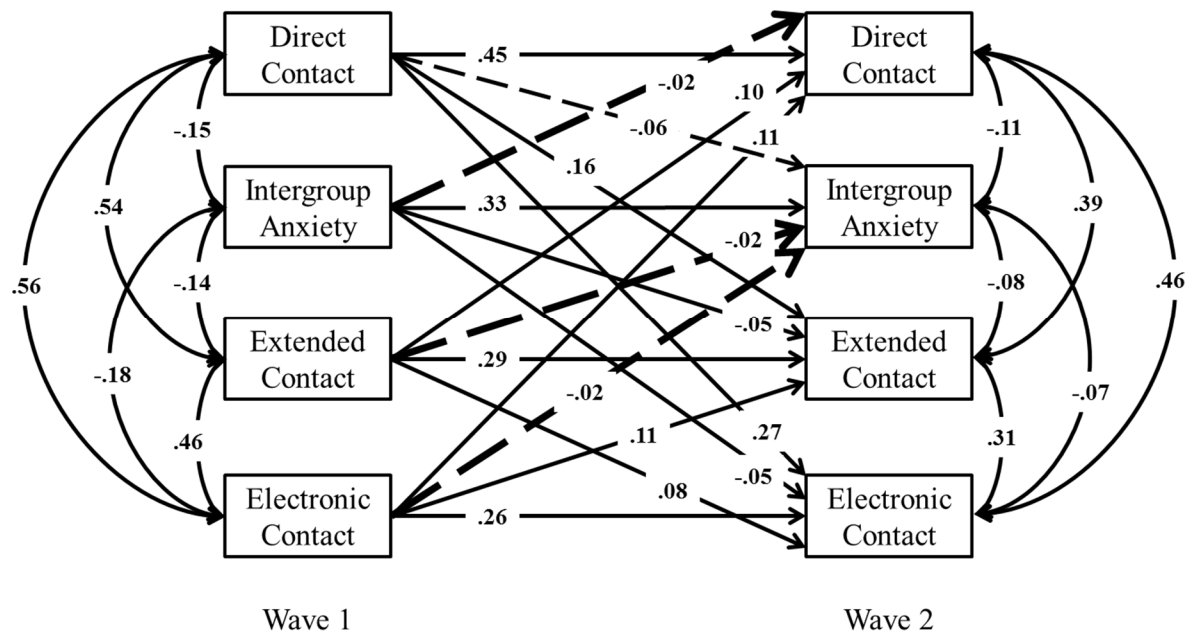 Direct
Contact
Direct
Contact
.45
-.02
.10
-.15
-.06
.11
-.11
.16
Intergroup
Anxiety
Intergroup
Anxiety
.54
.33
.39
-.02
.56
-.14
-.08
.46
-.05
Extended
Contact
Extended
Contact
.29
-.18
-.02
-.07
.46
.11
.27
.31
-.05
.08
Electronic
Contact
Electronic
Contact
.26
Wave 1
Wave 2